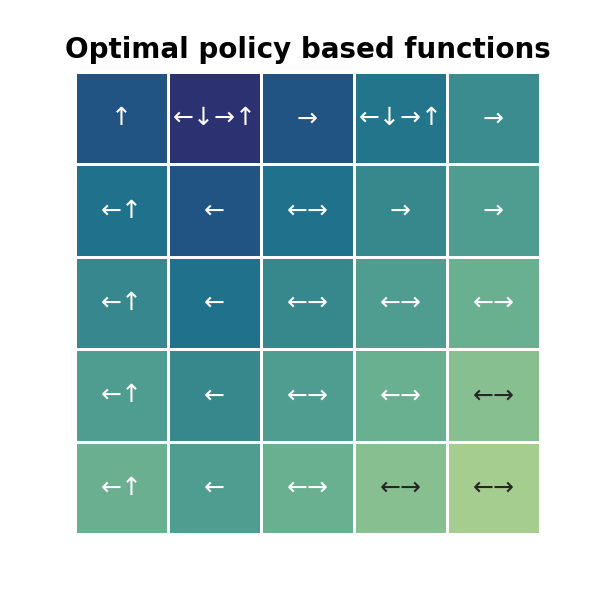 Optimal policy based functions
↑ ←↓→↑ → ←↓→↑ →
←↑ ← ←→ → →
←↑ ← ←→ ←→ ←→
←↑ ← ←→ ←→ ←→
←↑ ← ←→ ←→ ←→